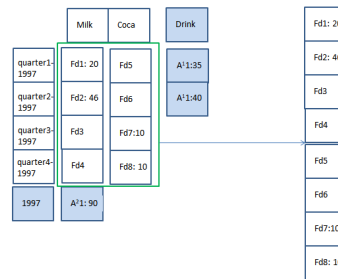 Milk Coca Drink
quarter1-
1997
Fd1: 20 Fd5 A¹1:35
quarter2-
1997
Fd2: 46 Fd6 A¹1:40
quarter3-
1997
Fd3 Fd7:10
quarter4-
1997
Fd4 Fd8: 10
1997 A²1: 90
Fd1: 20
Fd2: 46
Fd3
Fd4
Fd5
Fd6
Fd7:10
Fd8: 10